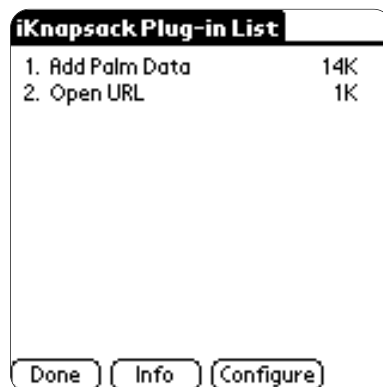 iKnapsack Plug-in List
1. Add Palm Data 14K
2. Open URL 1K
Done Info Configure